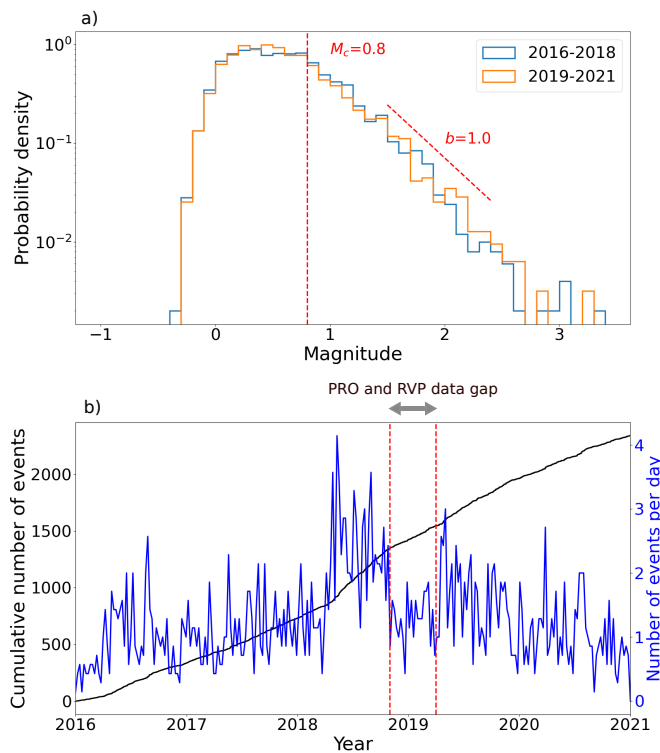 a)
10⁰
10⁻¹
10⁻²
Probability density
M_c=0.8
b=1.0
2016-2018
2019-2021
−1 0 1 2 3
Magnitude
PRO and RVP data gap
b)
Cumulative number of events
2000
1500
1000
500
0
4
3
2
1
0
Number of events per day
2016 2017 2018 2019 2020 2021
Year